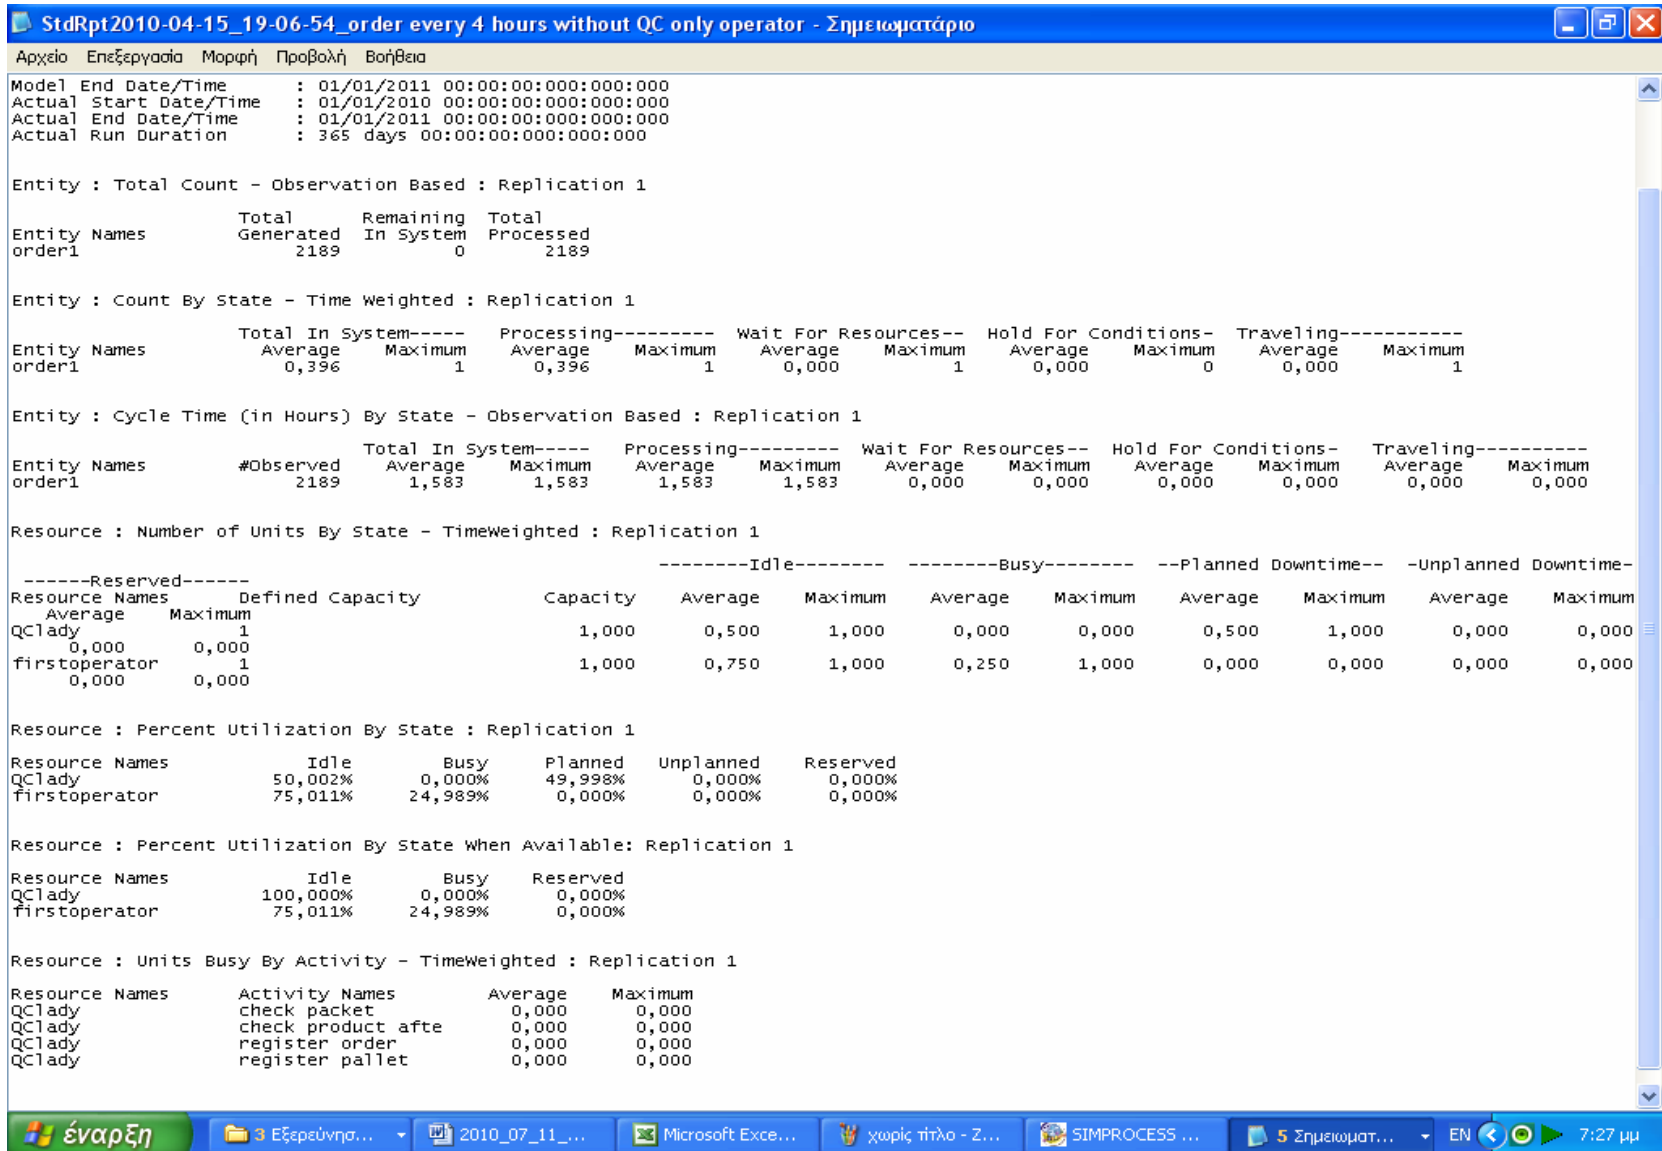 StdRpt2010-04-15_19-06-54_order every 4 hours without QC only operator - Σημειωματάριο
Αρχείο Επεξεργασία Μορφή Προβολή Βοήθεια
Model End Date/Time : 01/01/2011 00:00:00:000:000:000
Actual Start Date/Time : 01/01/2010 00:00:00:000:000:000
Actual End Date/Time : 01/01/2011 00:00:00:000:000:000
Actual Run Duration : 365 days 00:00:00:000:000:000
Entity : Total Count - Observation Based : Replication 1
Total Remaining Total
Entity Names Generated In System Processed
order1 2189 0 2189
Entity : Count By State - Time Weighted : Replication 1
Total In System----- Processing--------- Wait For Resources-- Hold For Conditions- Traveling-----------
Entity Names Average Maximum Average Maximum Average Maximum Average Maximum Average Maximum
order1 0,396 1 0,396 1 0,000 1 0,000 0 0,000 1
Entity : Cycle Time (in Hours) By State - Observation Based : Replication 1
Total In System----- Processing--------- Wait For Resources-- Hold For Conditions- Traveling----------
Entity Names #Observed Average Maximum Average Maximum Average Maximum Average Maximum Average Maximum
order1 2189 1,583 1,583 1,583 1,583 0,000 0,000 0,000 0,000 0,000 0,000
Resource : Number of Units By State - TimeWeighted : Replication 1
--------Idle-------- --------Busy-------- --Planned Downtime-- -Unplanned Downtime-
------Reserved------
Resource Names Defined Capacity Capacity Average Maximum Average Maximum Average Maximum Average Maximum
Average Maximum
QClady 1 1,000 0,500 1,000 0,000 0,000 0,500 1,000 0,000 0,000
0,000 0,000
firstoperator 1 1,000 0,750 1,000 0,250 1,000 0,000 0,000 0,000 0,000
0,000 0,000
Resource : Percent Utilization By State : Replication 1
Resource Names Idle Busy Planned Unplanned Reserved
QClady 50,002% 0,000% 49,998% 0,000% 0,000%
firstoperator 75,011% 24,989% 0,000% 0,000% 0,000%
Resource : Percent Utilization By State When Available: Replication 1
Resource Names Idle Busy Reserved
QClady 100,000% 0,000% 0,000%
firstoperator 75,011% 24,989% 0,000%
Resource : Units Busy By Activity - TimeWeighted : Replication 1
Resource Names Activity Names Average Maximum
QClady check packet 0,000 0,000
QClady check product afte 0,000 0,000
QClady register order 0,000 0,000
QClady register pallet 0,000 0,000
έναρξη 3 Εξερεύνησ... 2010_07_11_... Microsoft Exce... χωρίς τίτλο - Ζ... SIMPROCESS ... 5 Σημειωματ... EN 7:27 μμ